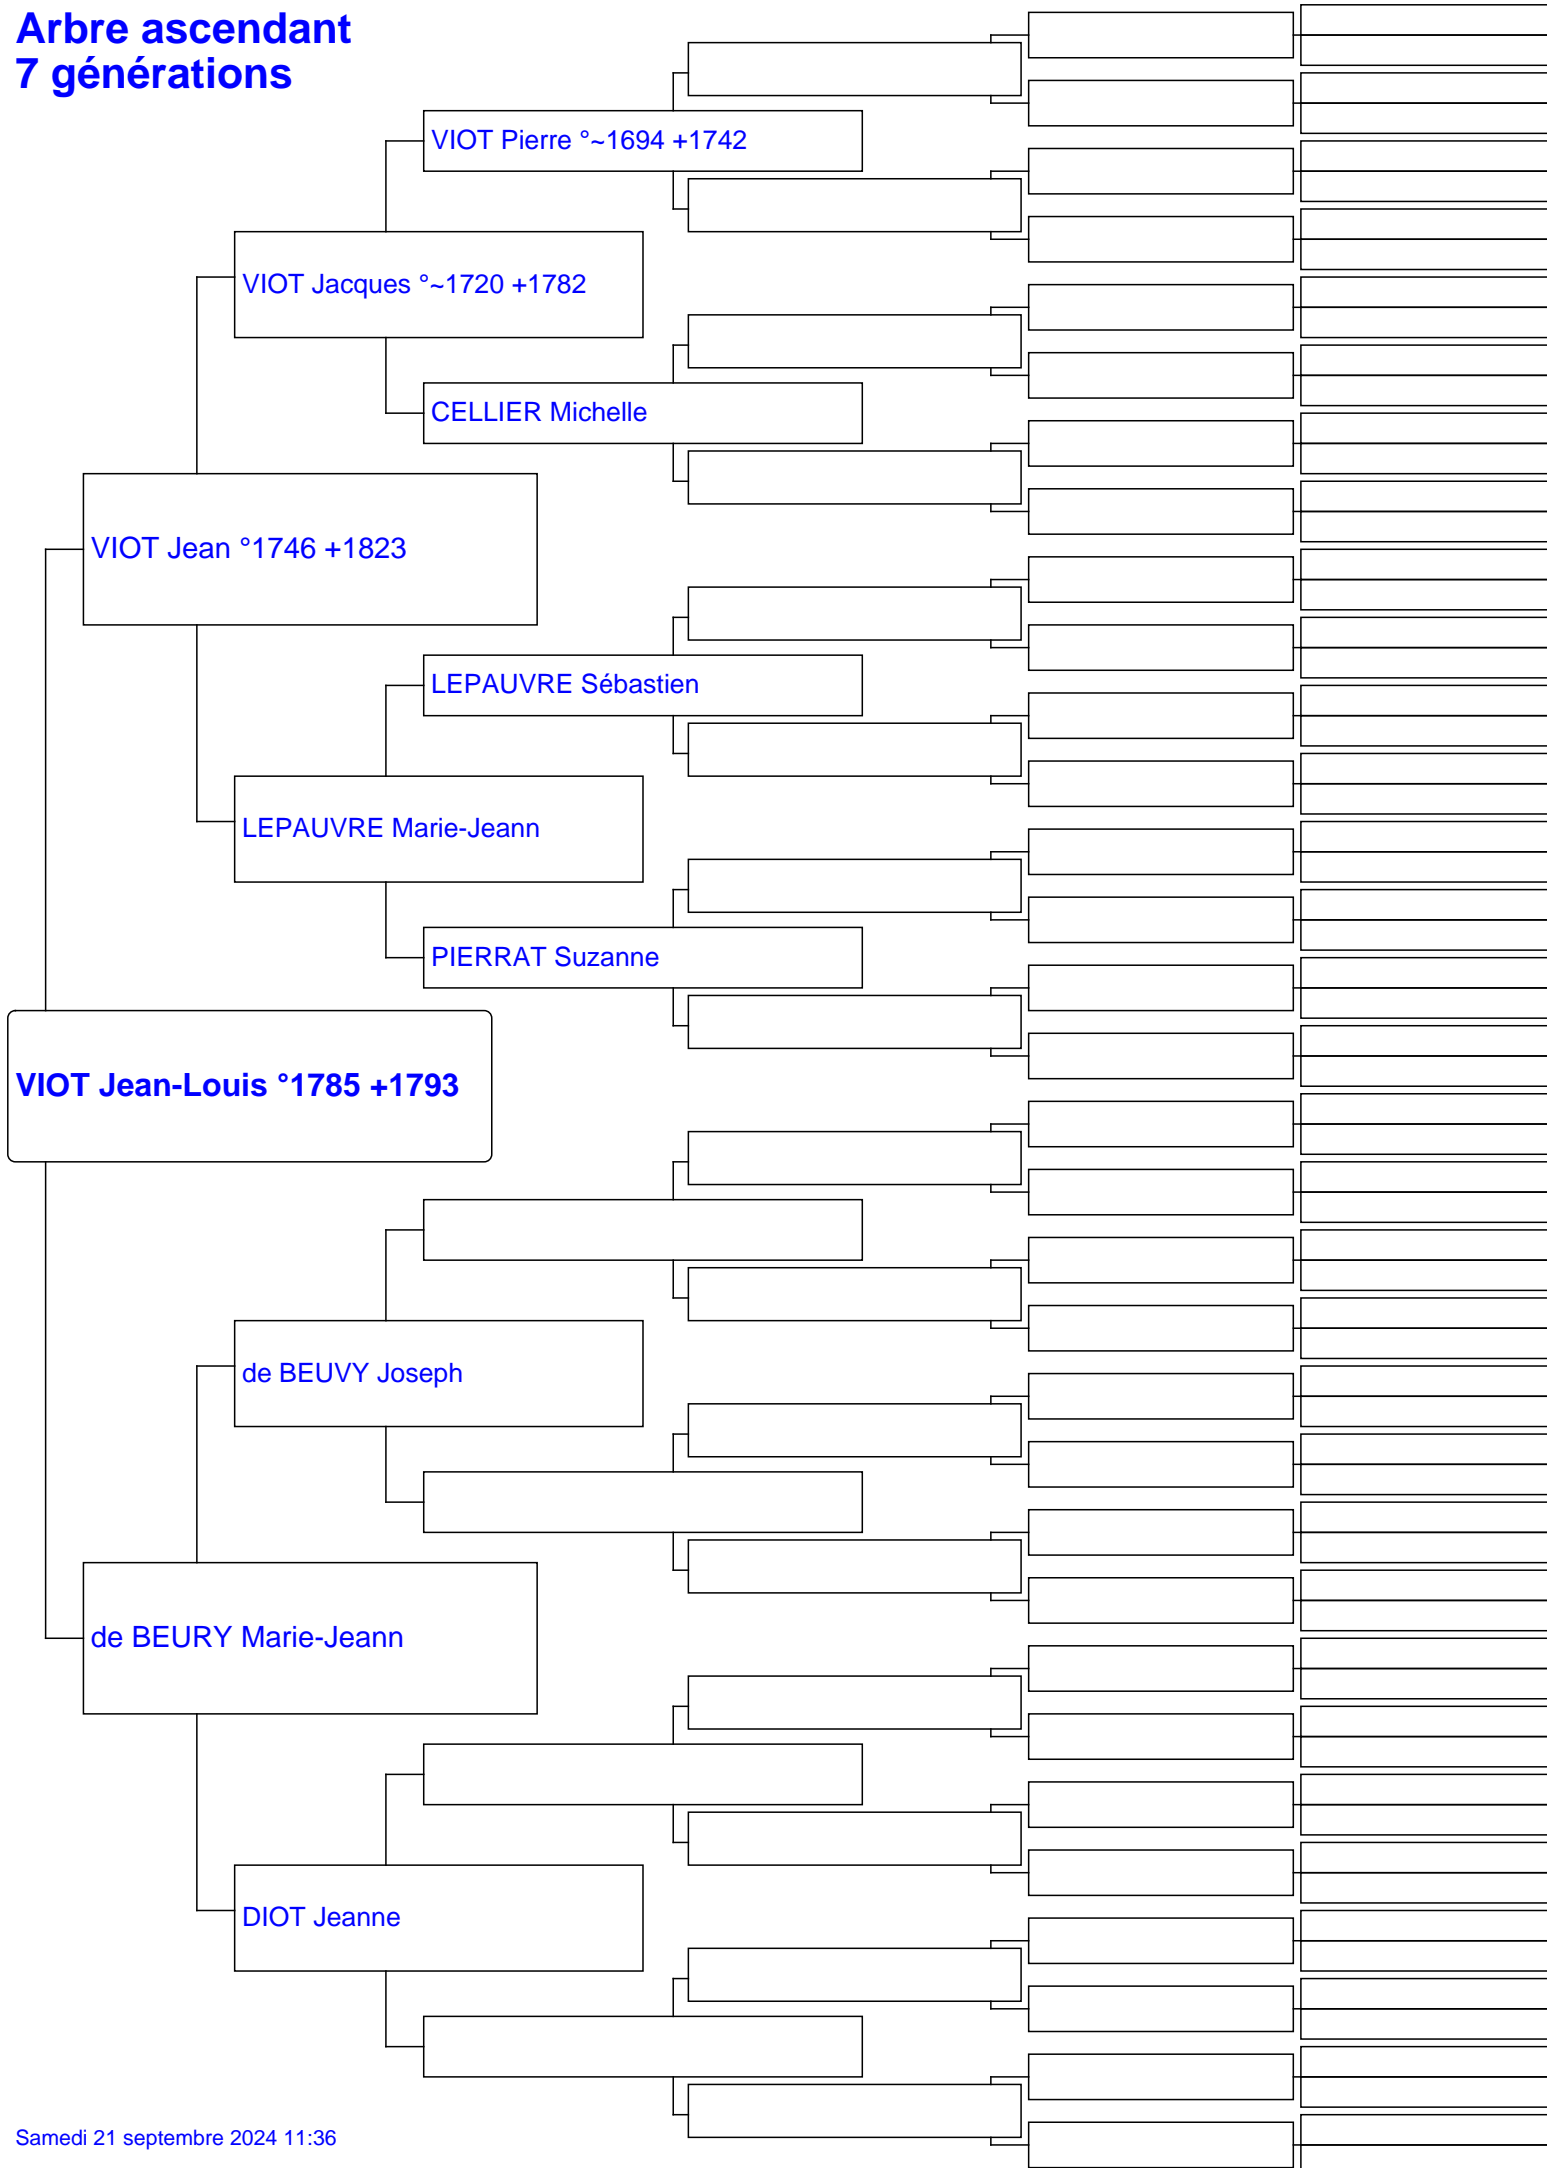 Arbre ascendant
7 générations
VIOT Pierre °~1694 +1742
VIOT Jacques °~1720 +1782
CELLIER Michelle
VIOT Jean °1746 +1823
LEPAUVRE Sébastien
LEPAUVRE Marie-Jeann
PIERRAT Suzanne
VIOT Jean-Louis °1785 +1793
de BEUVY Joseph
de BEURY Marie-Jeann
DIOT Jeanne
Samedi 21 septembre 2024 11:36